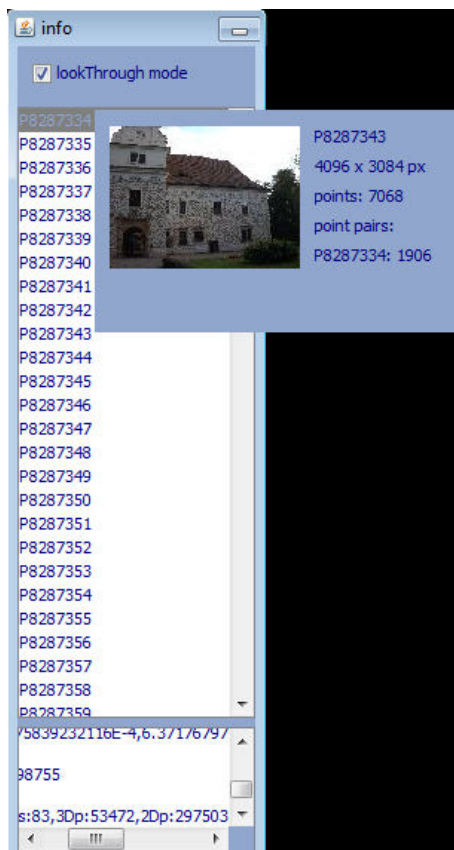 info
lookThrough mode
P8287334
P8287335
P8287336
P8287337
P8287338
P8287339
P8287340
P8287341
P8287342
P8287343
P8287344
P8287345
P8287346
P8287347
P8287348
P8287349
P8287350
P8287351
P8287352
P8287353
P8287354
P8287355
P8287356
P8287357
P8287358
P8287359
P8287343
4096 x 3084 px
points: 7068
point pairs:
P8287334: 1906
75839232116E-4,6.37176797
98755
s:83,3Dp:53472,2Dp:297503